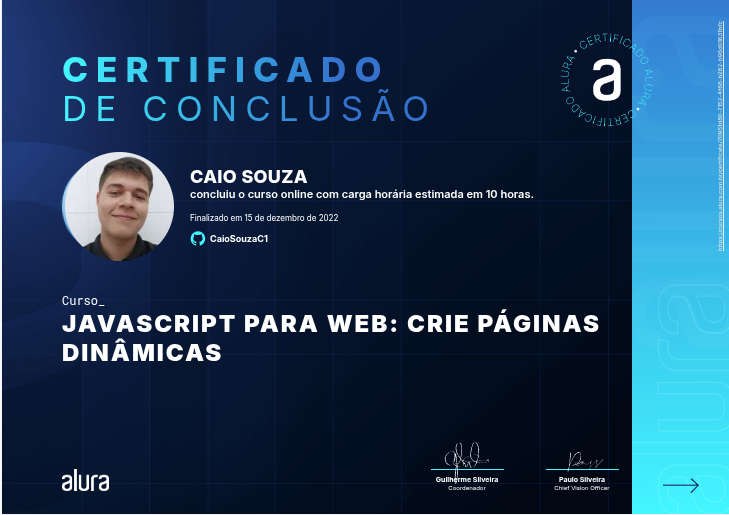 CERTIFICADO
DE CONCLUSÃO
CERTIFICADO ALURA • CERTIFICADO ALURA •
a
CAIO SOUZA
concluiu o curso online com carga horária estimada em 10 horas.
Finalizado em 15 de dezembro de 2022
CaioSouzaC1
Curso_
JAVASCRIPT PARA WEB: CRIE PÁGINAS
DINÂMICAS
alura
Guilherme Silveira
Coordenador
Paulo Silveira
Chief Vision Officer
alura